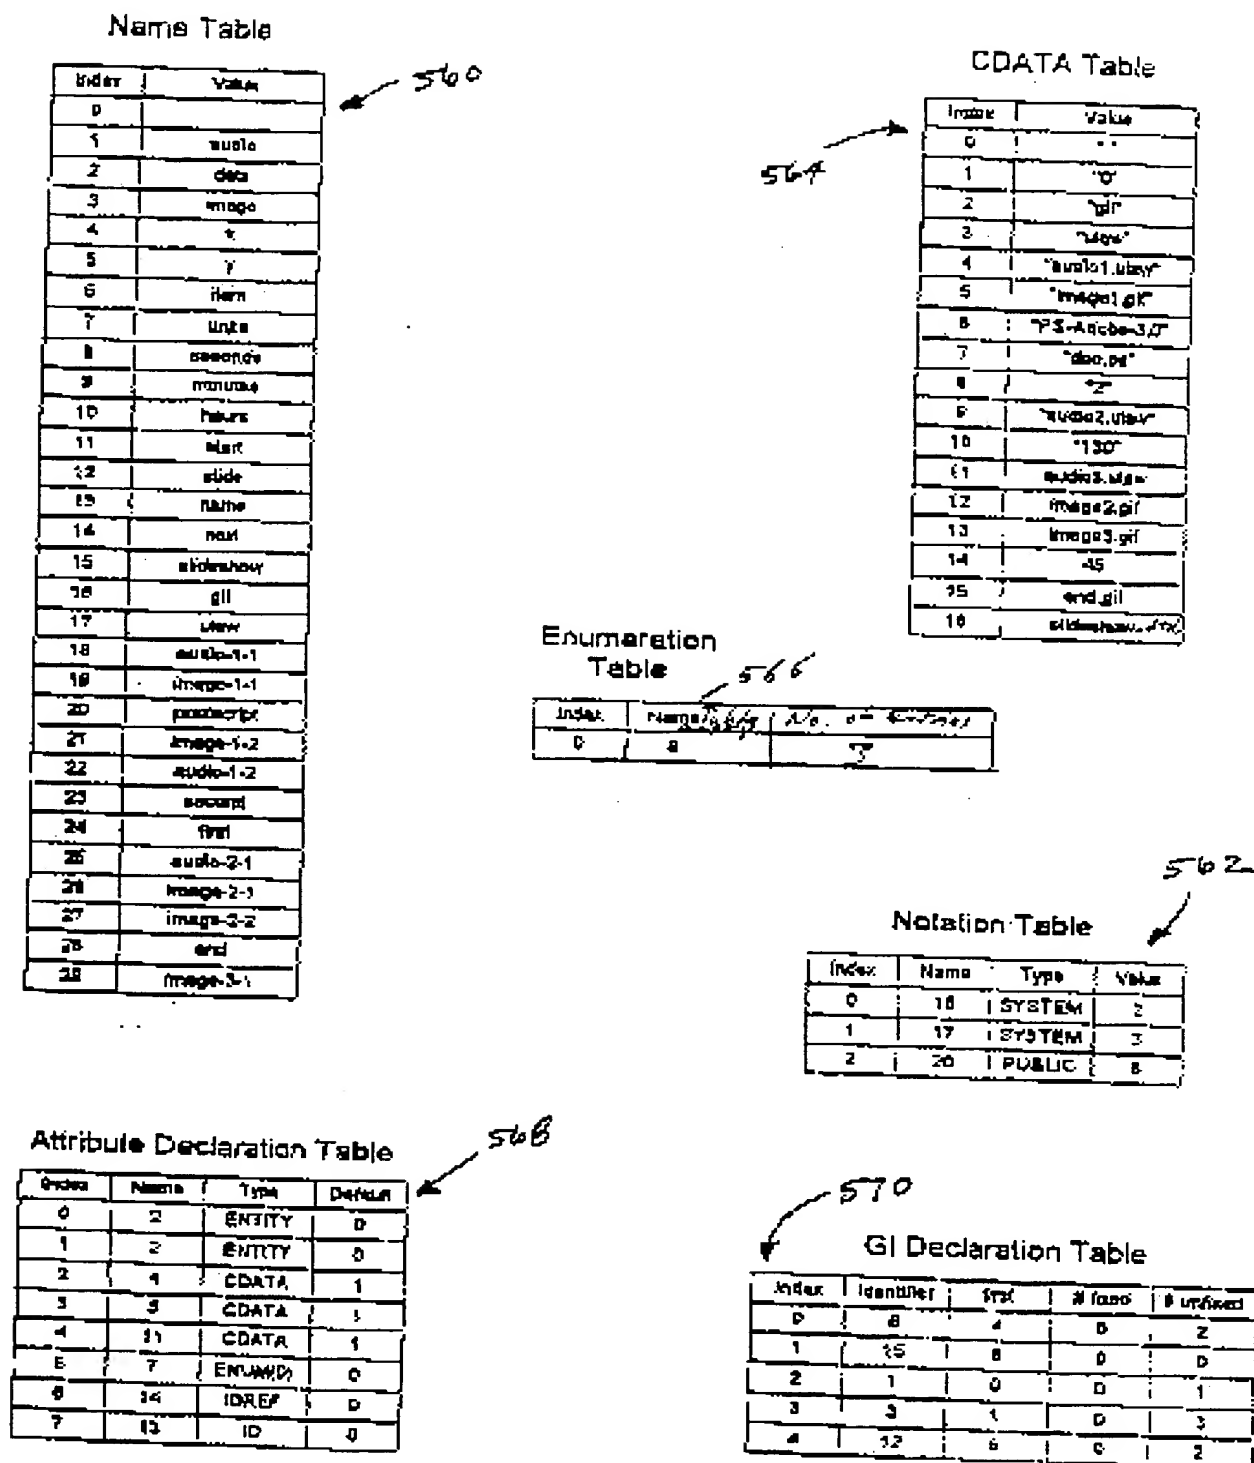 Name Table
560
Index Value
0
1 audio
2 data
3 image
4 x
5 y
6 item
7 units
8 seconds
9 minutes
10 hours
11 start
12 slide
13 name
14 next
15 slideshow
16 gif
17 ulaw
18 audio-1-1
19 image-1-1
20 postscript
21 image-1-2
22 audio-1-2
23 second
24 first
25 audio-2-1
26 image-2-1
27 image-2-2
28 end
29 image-3-1
CDATA Table
564
Index Value
0 ""
1 "0"
2 "gif"
3 "ulaw"
4 "audio1.ulaw"
5 "image1.gif"
6 "PS-Adobe-3.0"
7 "doc.ps"
8 "2"
9 "audio2.ulaw"
10 "130"
11 audio3.ulaw
12 image2.gif
13 image3.gif
14 45
15 end.gif
16 slideshow
Enumeration
Table
566
Index Name
0 8 3
562
Notation Table
Index Name Type Value
0 16 SYSTEM 2
1 17 SYSTEM 3
2 20 PUBLIC 6
Attribute Declaration Table
568
Index Name Type Default
0 2 ENTITY 0
1 2 ENTITY 0
2 4 CDATA 1
3 5 CDATA 1
4 11 CDATA 1
5 7 ENUM(0) 0
6 14 IDREF 0
7 13 ID 0
570
GI Declaration Table
Index Identifier first # fixed # unfixed
0 6 4 0 2
1 15 8 0 0
2 1 0 0 1
3 3 1 0 3
4 12 6 0 2